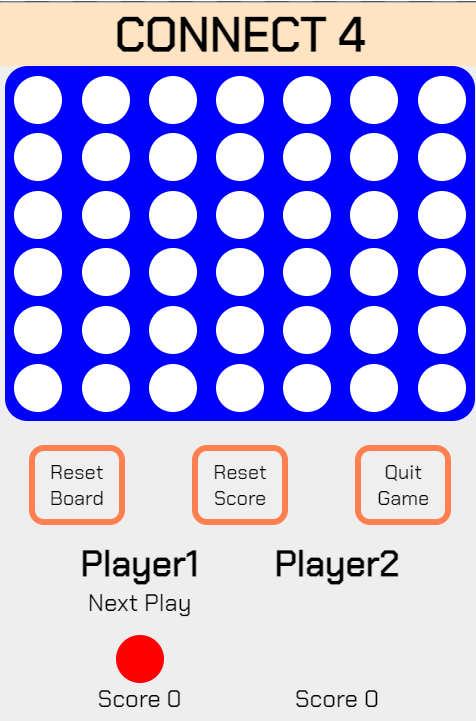 CONNECT 4
Reset
Board
Reset
Score
Quit
Game
Player1
Player2
Next Play
Score 0
Score 0